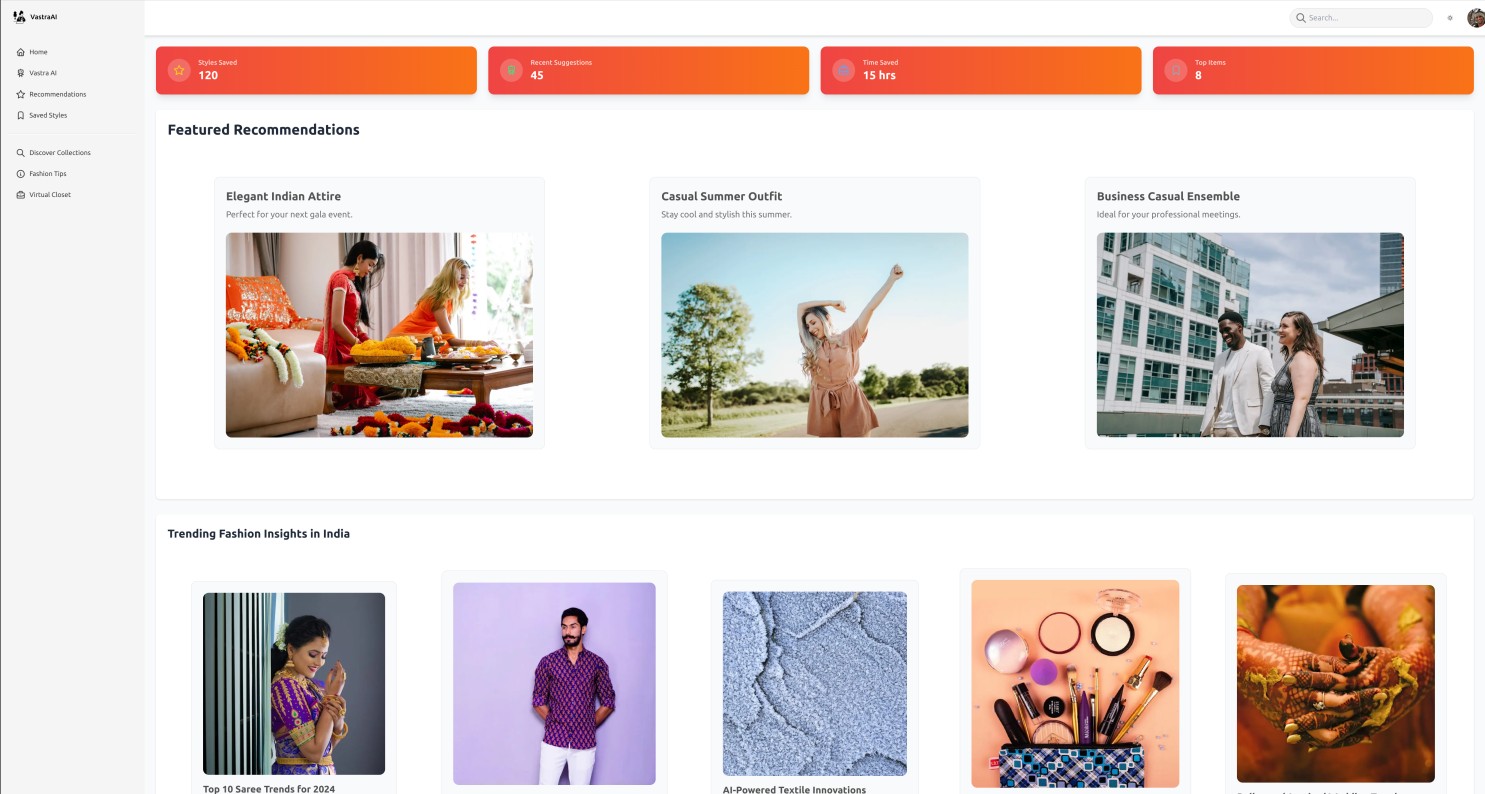 VastraAI
Search...
Home
Vastra AI
Recommendations
Saved Styles
Discover Collections
Fashion Tips
Virtual Closet
Styles Saved
120
Recent Suggestions
45
Time Saved
15 hrs
Top Items
8
Featured Recommendations
Elegant Indian Attire
Perfect for your next gala event.
Casual Summer Outfit
Stay cool and stylish this summer.
Business Casual Ensemble
Ideal for your professional meetings.
Trending Fashion Insights in India
Top 10 Saree Trends for 2024
AI-Powered Textile Innovations